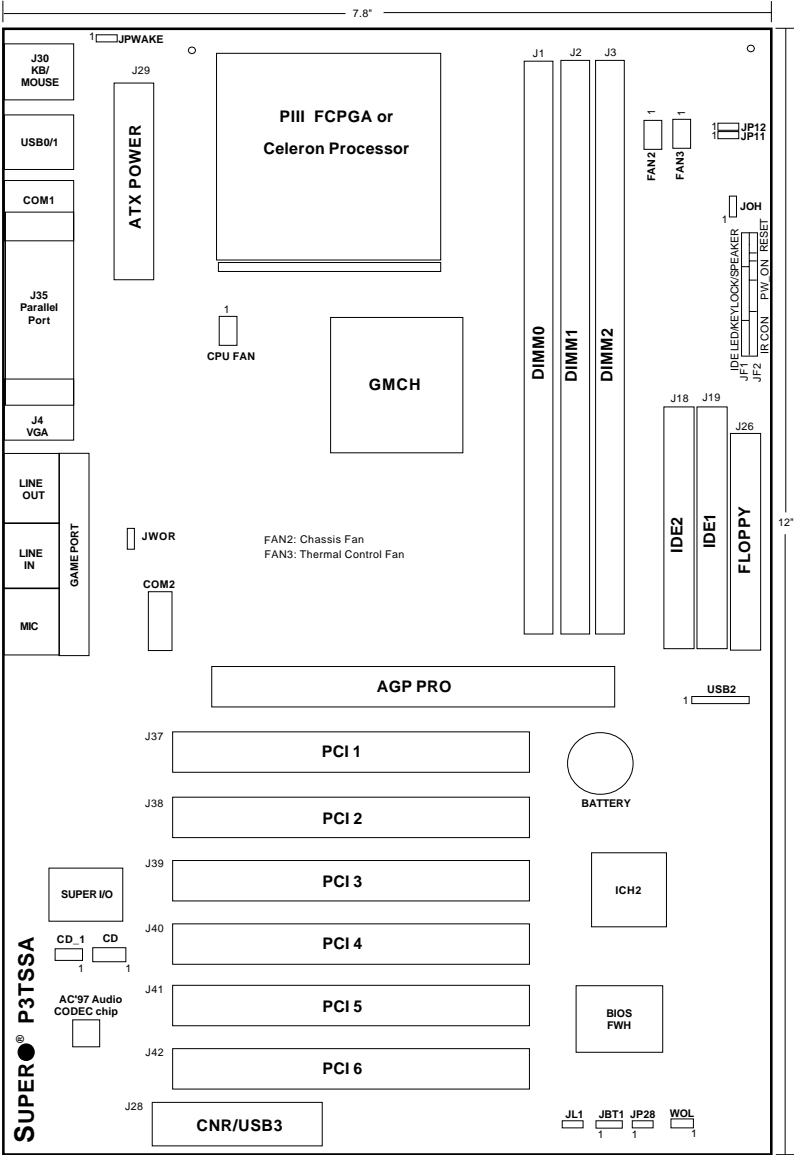 7.8"
1 JPWAKE
J30
KB/
MOUSE
J29
J1
J2
J3
PIII FCPGA or
Celeron Processor
ATX POWER
USB0/1
1
1
FAN2
FAN3
1 JP12
1 JP11
COM1
JOH
1
J35
Parallel
Port
IDE LED/KEYLOCK/SPEAKER
IR CON PW_ON RESET
JF1
JF2
1
CPU FAN
GMCH
DIMM0
DIMM1
DIMM2
J4
VGA
J18
J19
J26
LINE
OUT
LINE
IN
MIC
GAME PORT
JWOR
FAN2: Chassis Fan
FAN3: Thermal Control Fan
COM2
IDE2
IDE1
FLOPPY
12"
AGP PRO
USB2
1
J37
PCI 1
BATTERY
J38
PCI 2
J39
PCI 3
SUPER I/O
ICH2
J40
PCI 4
CD_1
CD
1
1
J41
PCI 5
AC'97 Audio
CODEC chip
BIOS
FWH
J42
PCI 6
J28
CNR/USB3
JL1
JBT1
JP28
WOL
1
1
1
SUPER● ® P3TSSA